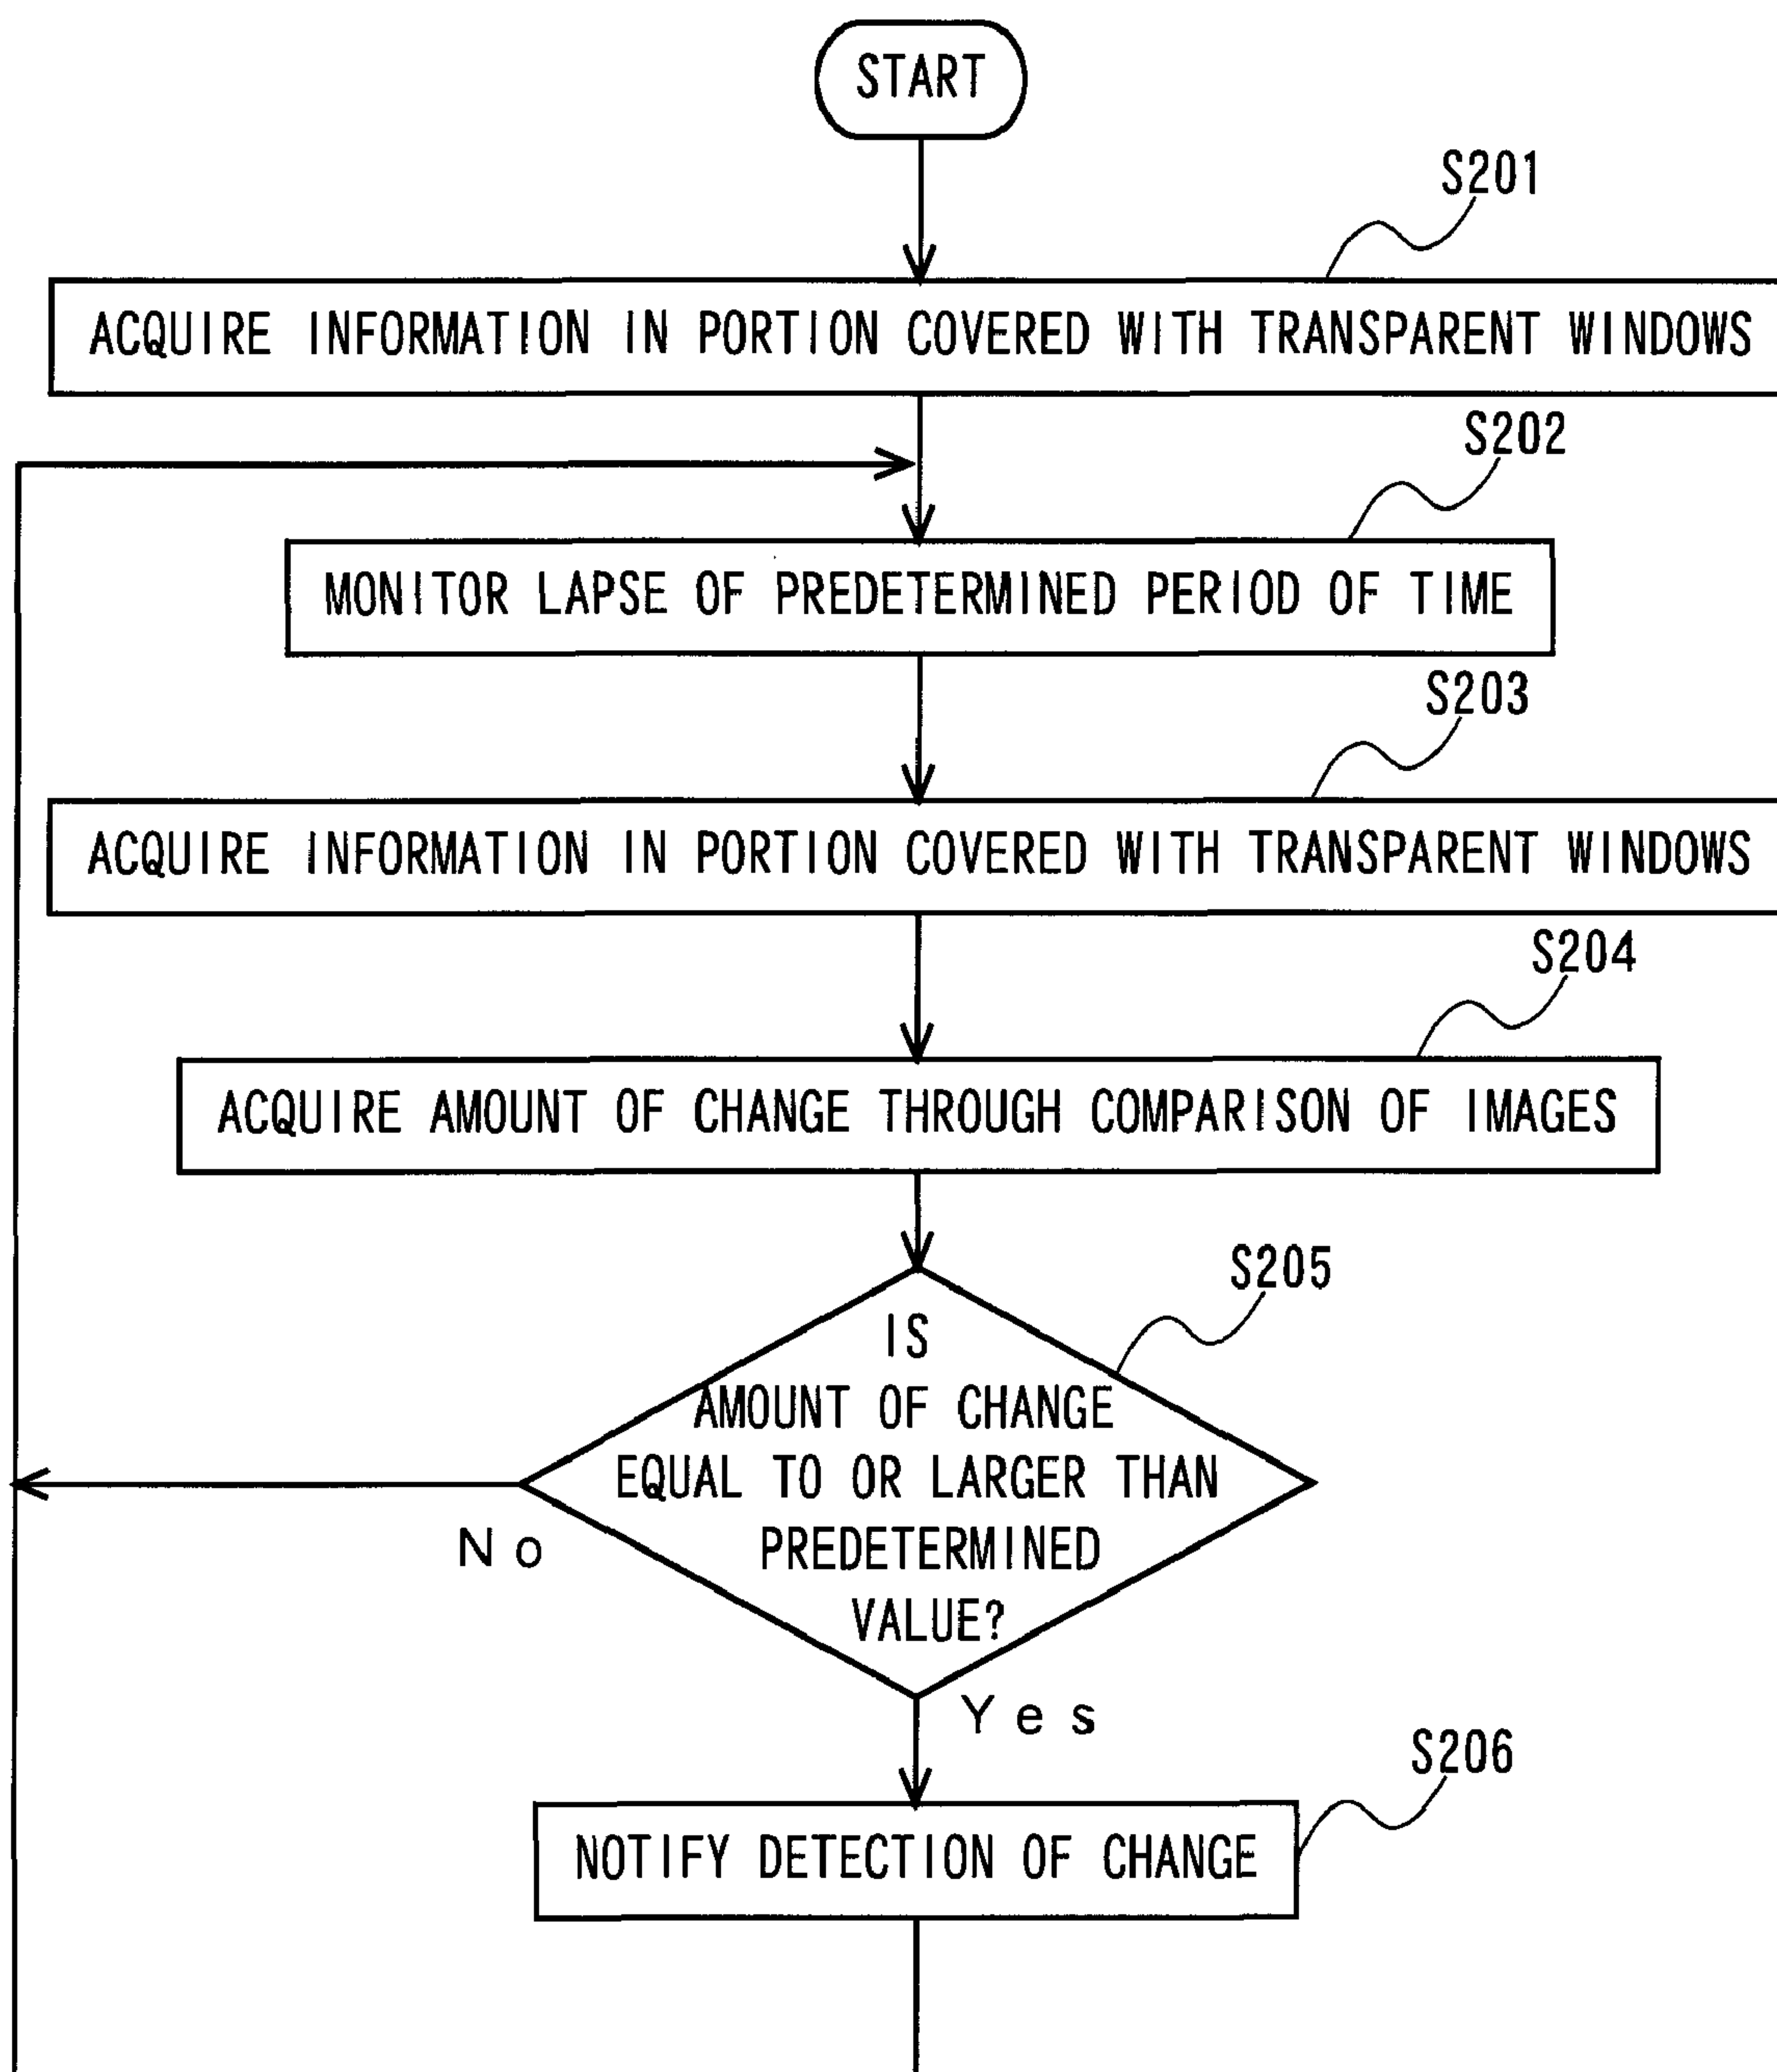 START
S201
ACQUIRE INFORMATION IN PORTION COVERED WITH TRANSPARENT WINDOWS
S202
MONITOR LAPSE OF PREDETERMINED PERIOD OF TIME
S203
ACQUIRE INFORMATION IN PORTION COVERED WITH TRANSPARENT WINDOWS
S204
ACQUIRE AMOUNT OF CHANGE THROUGH COMPARISON OF IMAGES
S205
IS
AMOUNT OF CHANGE
EQUAL TO OR LARGER THAN
PREDETERMINED
VALUE?
No
Yes
S206
NOTIFY DETECTION OF CHANGE